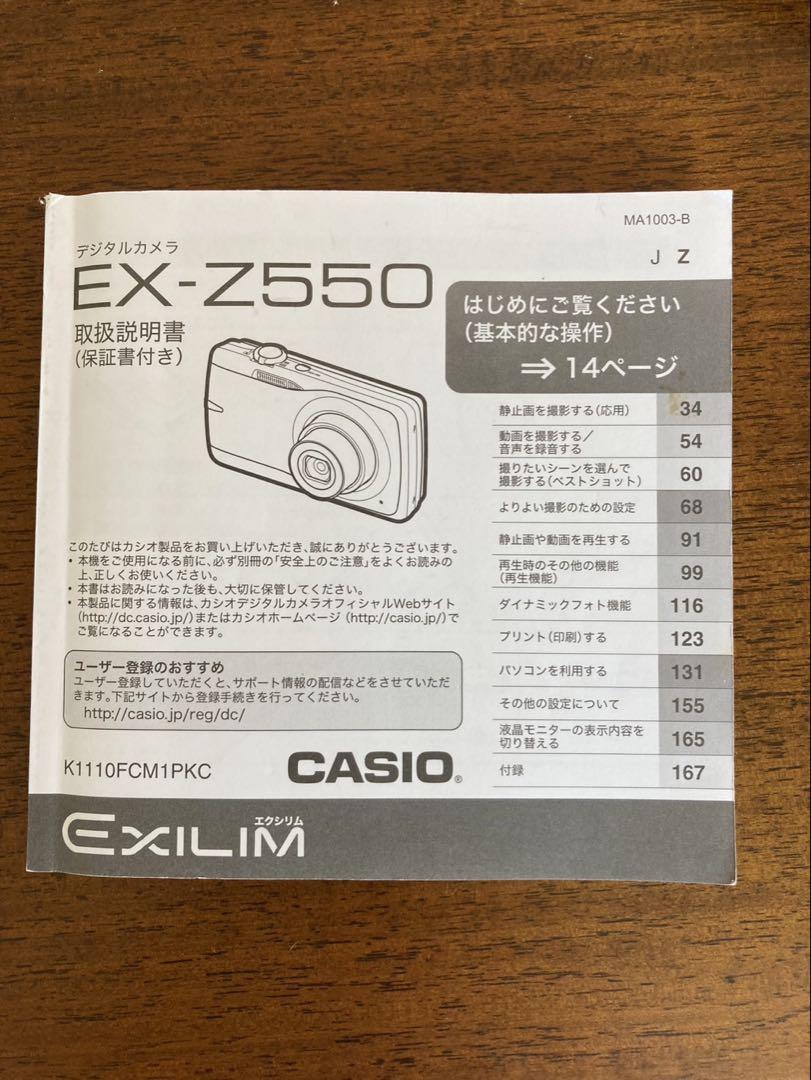 MA1003-B
J Z
デジタルカメラ
EX-Z550
取扱説明書
(保証書付き)
はじめにご覧ください
(基本的な操作)
⇒ 14ページ
静止画を撮影する(応用) 34
動画を撮影する/
音声を録音する 54
撮りたいシーンを選んで
撮影する(ベストショット) 60
よりよい撮影のための設定 68
静止画や動画を再生する 91
再生時のその他の機能
(再生機能) 99
ダイナミックフォト機能 116
プリント(印刷)する 123
パソコンを利用する 131
その他の設定について 155
液晶モニターの表示内容を
切り替える 165
付録 167
このたびはカシオ製品をお買い上げいただき、誠にありがとうございます。
• 本機をご使用になる前に、必ず別冊の「安全上のご注意」をよくお読みの
上、正しくお使いください。
• 本書はお読みになった後も、大切に保管してください。
• 本製品に関する情報は、カシオデジタルカメラオフィシャルWebサイト
(http://dc.casio.jp/)またはカシオホームページ(http://casio.jp/)で
ご覧になることができます。
ユーザー登録のおすすめ
ユーザー登録していただくと、サポート情報の配信などをさせていただ
きます。下記サイトから登録手続きを行ってください。
http://casio.jp/reg/dc/
K1110FCM1PKC
CASIO®
エクシリム
EXILIM